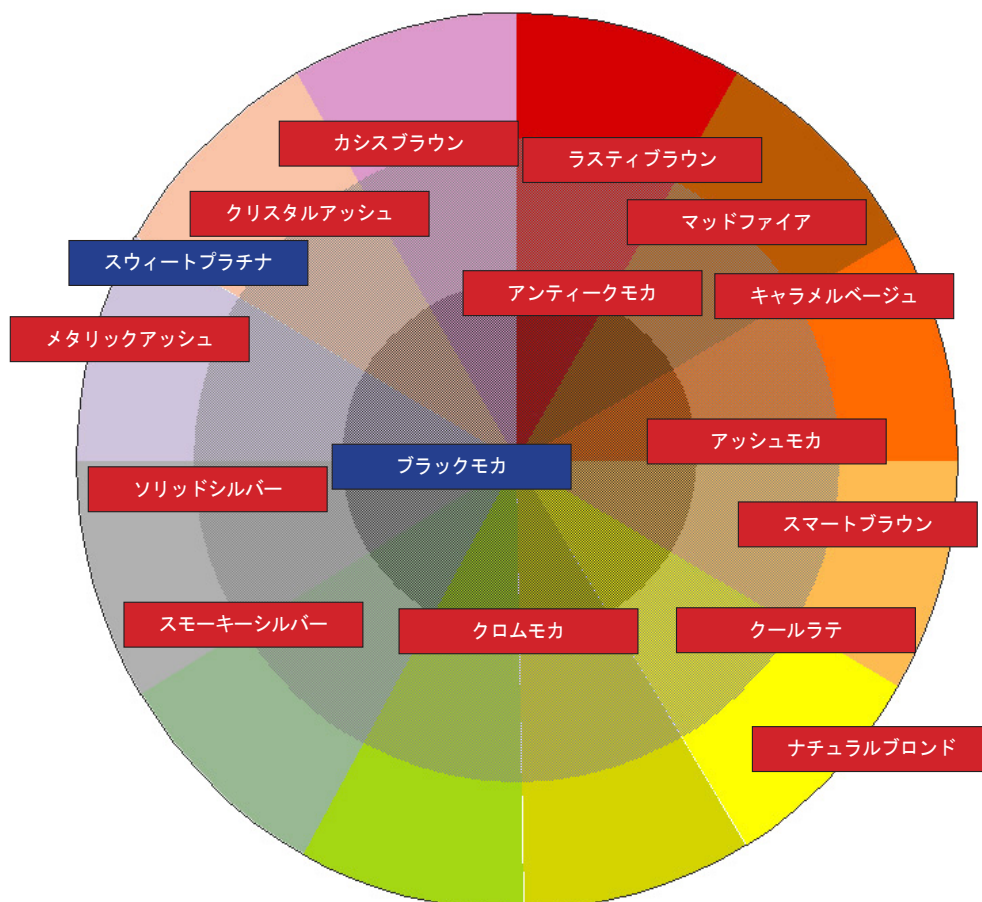 カシスブラウン
ラスティブラウン
クリスタルアッシュ
マッドファイア
スウィートプラチナ
アンティークモカ
キャラメルベージュ
メタリックアッシュ
アッシュモカ
ブラックモカ
ソリッドシルバー
スマートブラウン
スモーキーシルバー
クロムモカ
クールラテ
ナチュラルブロンド